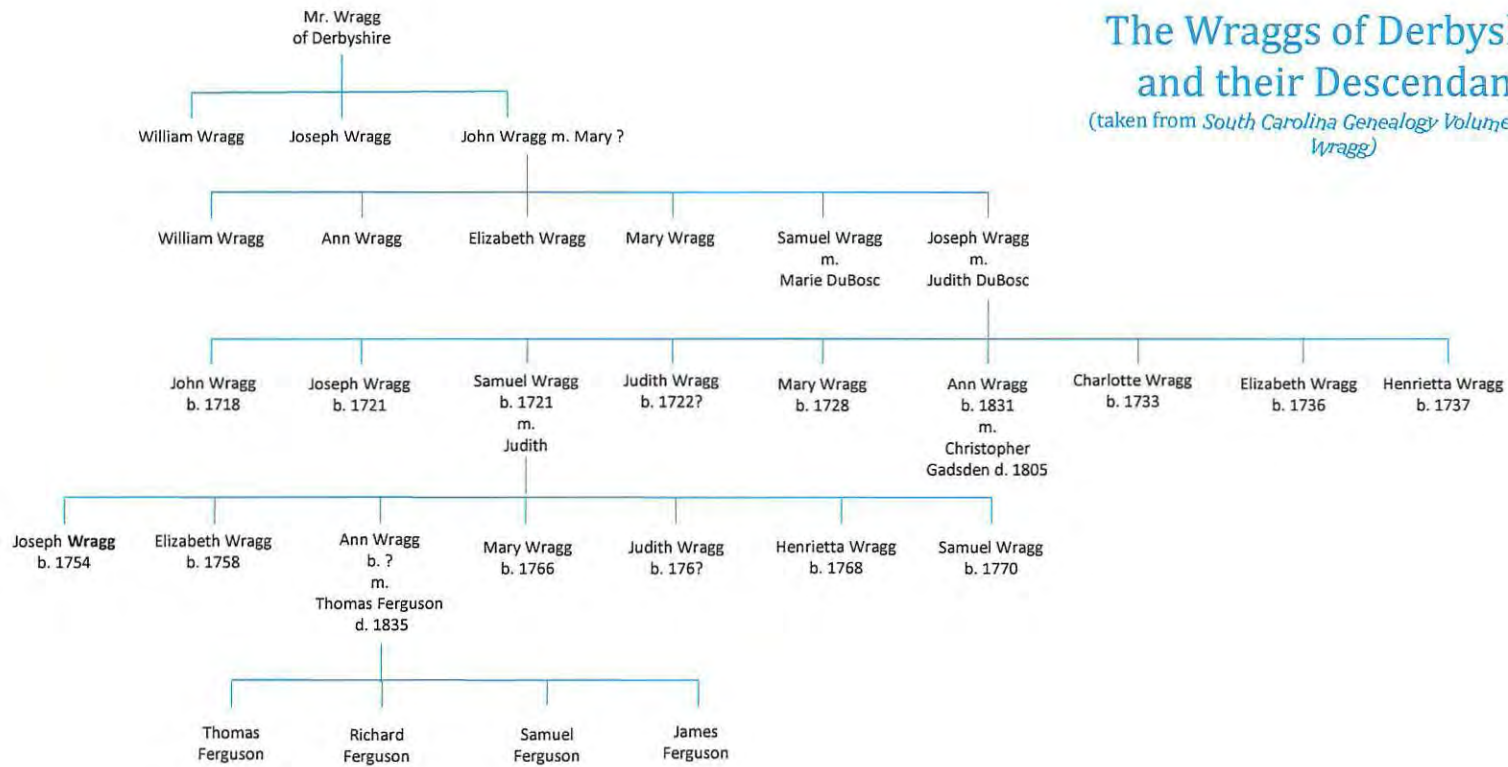 The Wraggs of Derbys
and their Descendan
(taken from South Carolina Genealogy Volume
Wragg)
Mr. Wragg
of Derbyshire
William Wragg
Joseph Wragg
John Wragg m. Mary ?
William Wragg
Ann Wragg
Elizabeth Wragg
Mary Wragg
Samuel Wragg
m.
Marie DuBosc
Joseph Wragg
m.
Judith DuBosc
John Wragg
b. 1718
Joseph Wragg
b. 1721
Samuel Wragg
b. 1721
m.
Judith
Judith Wragg
b. 1722?
Mary Wragg
b. 1728
Ann Wragg
b. 1831
m.
Christopher
Gadsden d. 1805
Charlotte Wragg
b. 1733
Elizabeth Wragg
b. 1736
Henrietta Wragg
b. 1737
Joseph Wragg
b. 1754
Elizabeth Wragg
b. 1758
Ann Wragg
b. ?
m.
Thomas Ferguson
d. 1835
Mary Wragg
b. 1766
Judith Wragg
b. 176?
Henrietta Wragg
b. 1768
Samuel Wragg
b. 1770
Thomas
Ferguson
Richard
Ferguson
Samuel
Ferguson
James
Ferguson